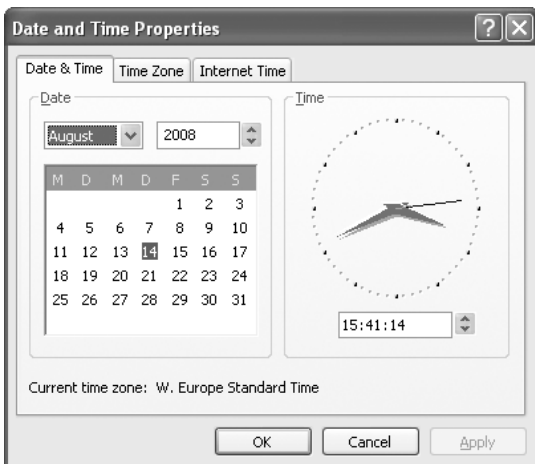 Date and Time Properties
Date & Time Time Zone Internet Time
Date
Time
August 2008
M D M D F S S
1 2 3
4 5 6 7 8 9 10
11 12 13 14 15 16 17
18 19 20 21 22 23 24
25 26 27 28 29 30 31
15:41:14
Current time zone: W. Europe Standard Time
OK Cancel Apply